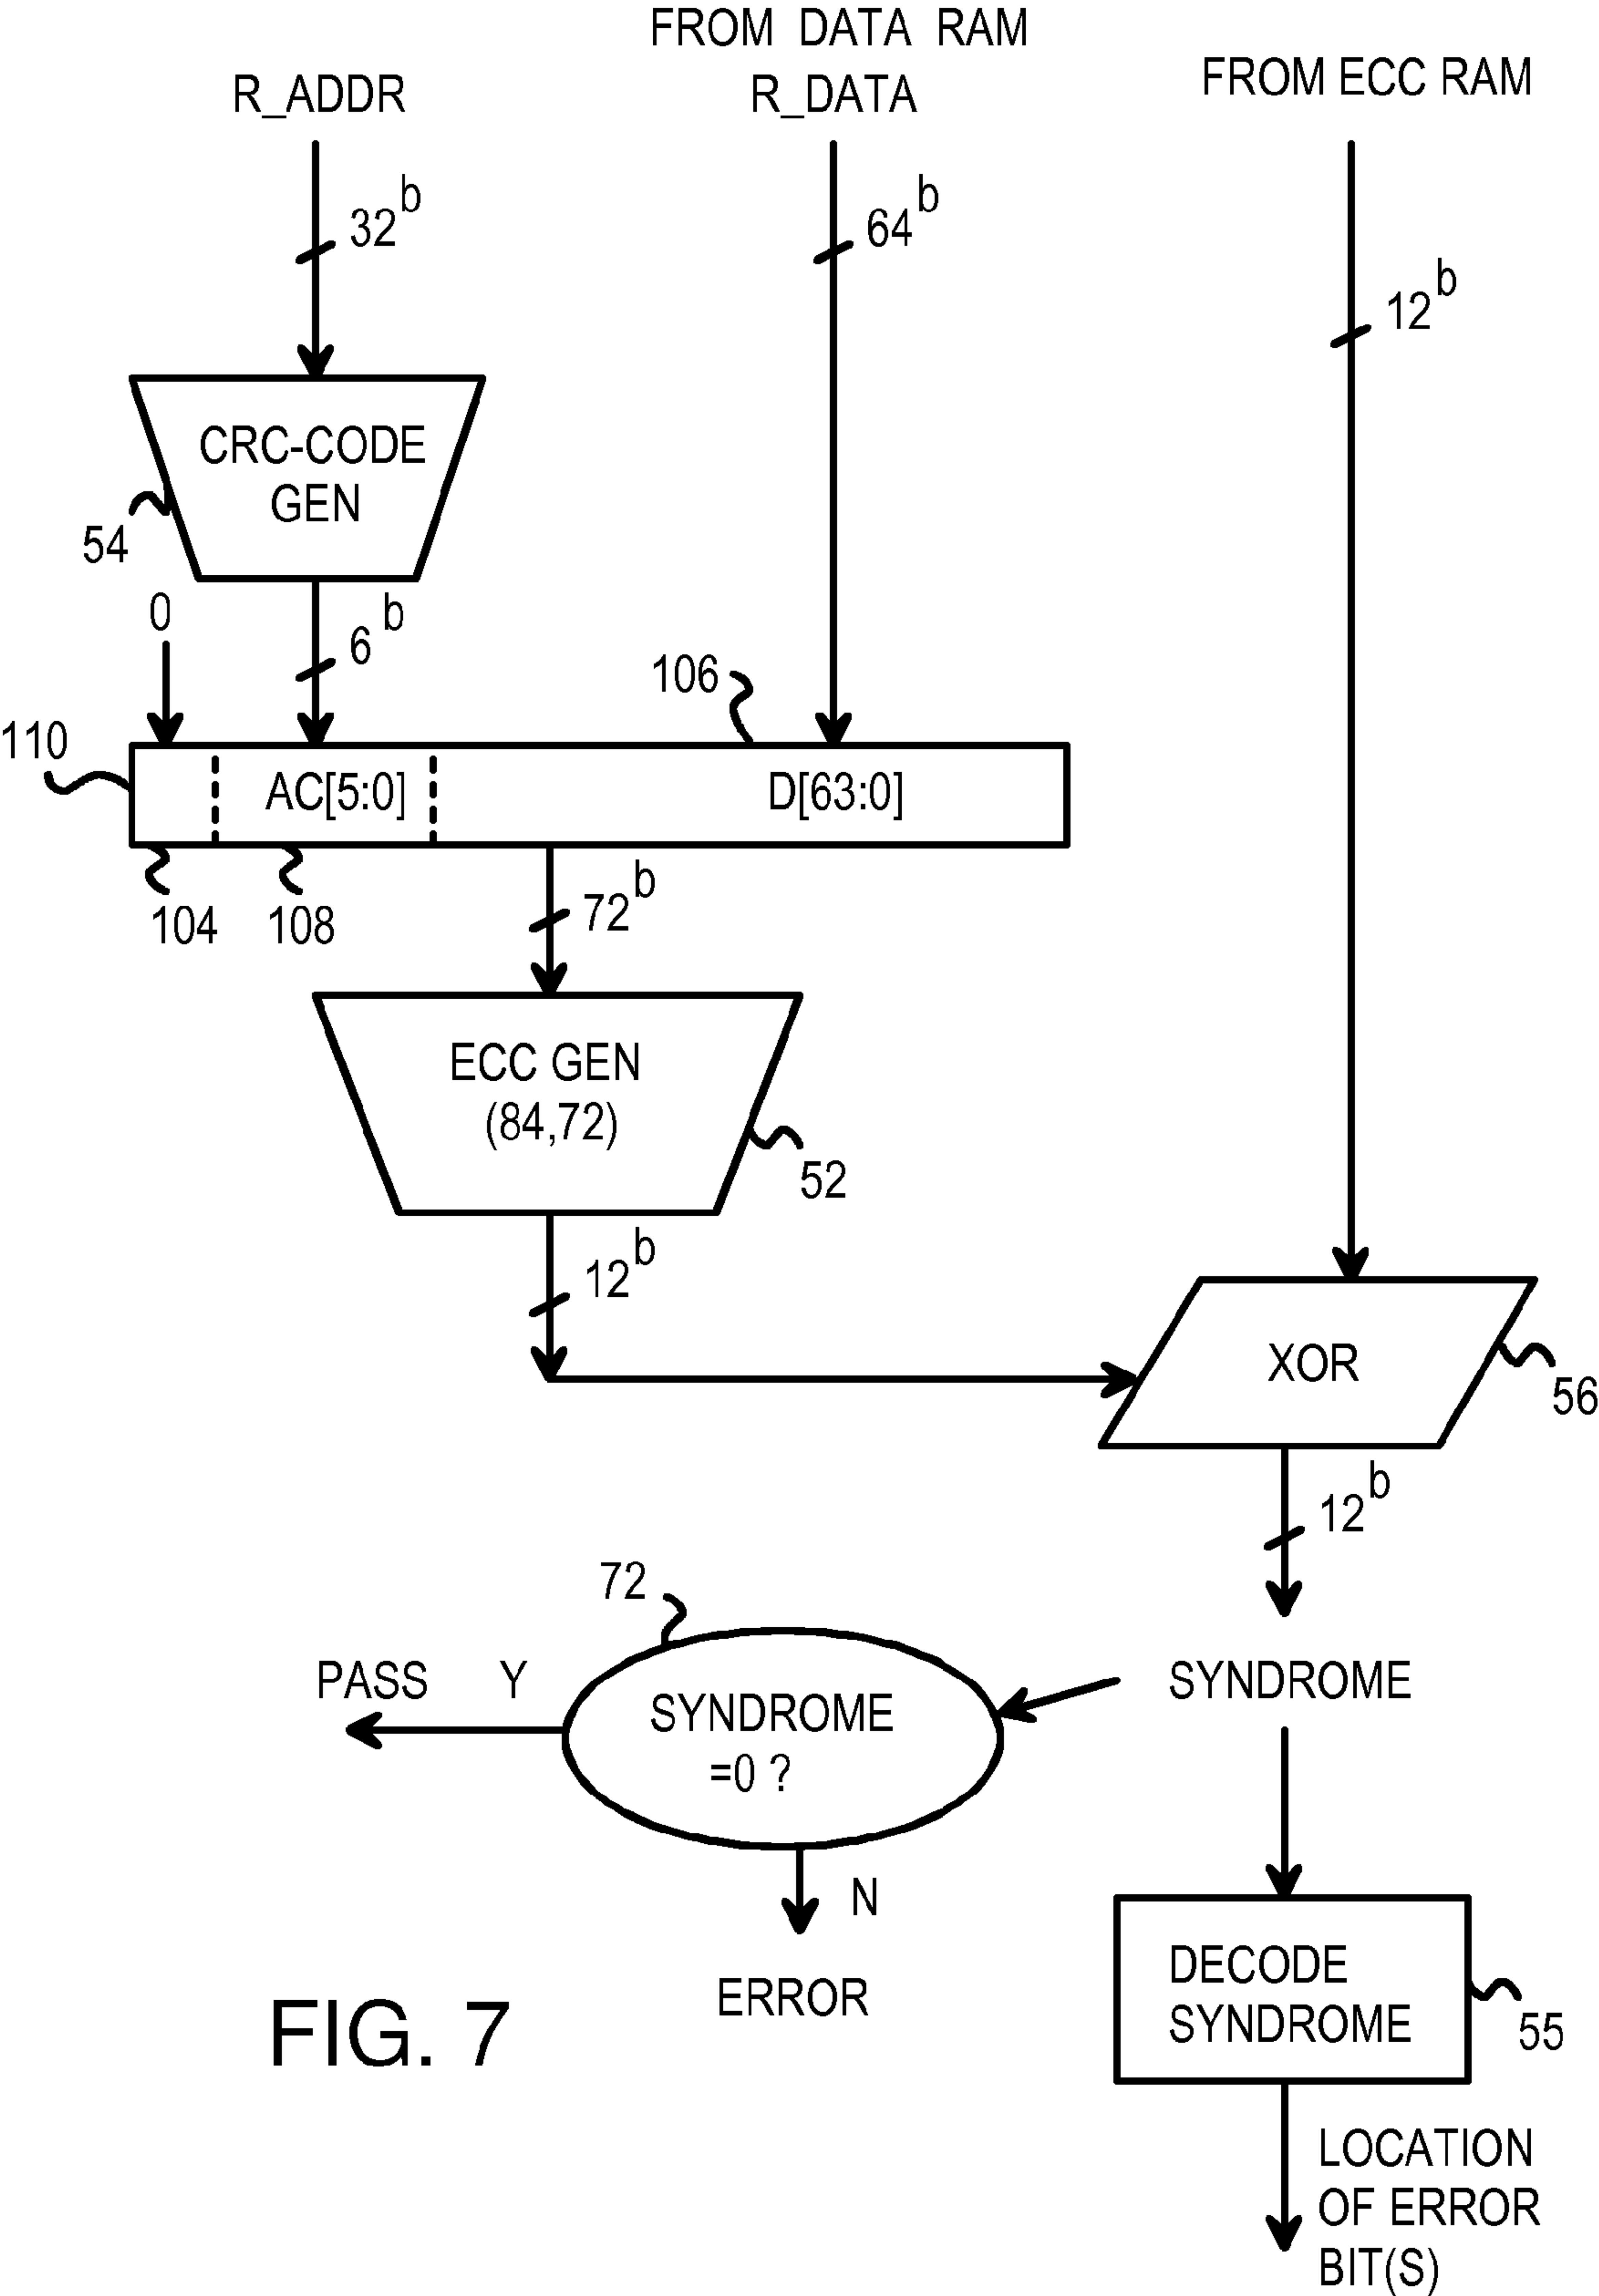 FROM DATA RAM
R_ADDR
R_DATA
FROM ECC RAM
32b
64b
12b
CRC-CODE
GEN
54
0
6b
106
110
AC[5:0]
D[63:0]
104
108
72b
ECC GEN
(84,72)
52
12b
XOR
56
12b
72
PASS
Y
SYNDROME
=0 ?
SYNDROME
N
ERROR
DECODE
SYNDROME
55
FIG. 7
LOCATION
OF ERROR
BIT(S)